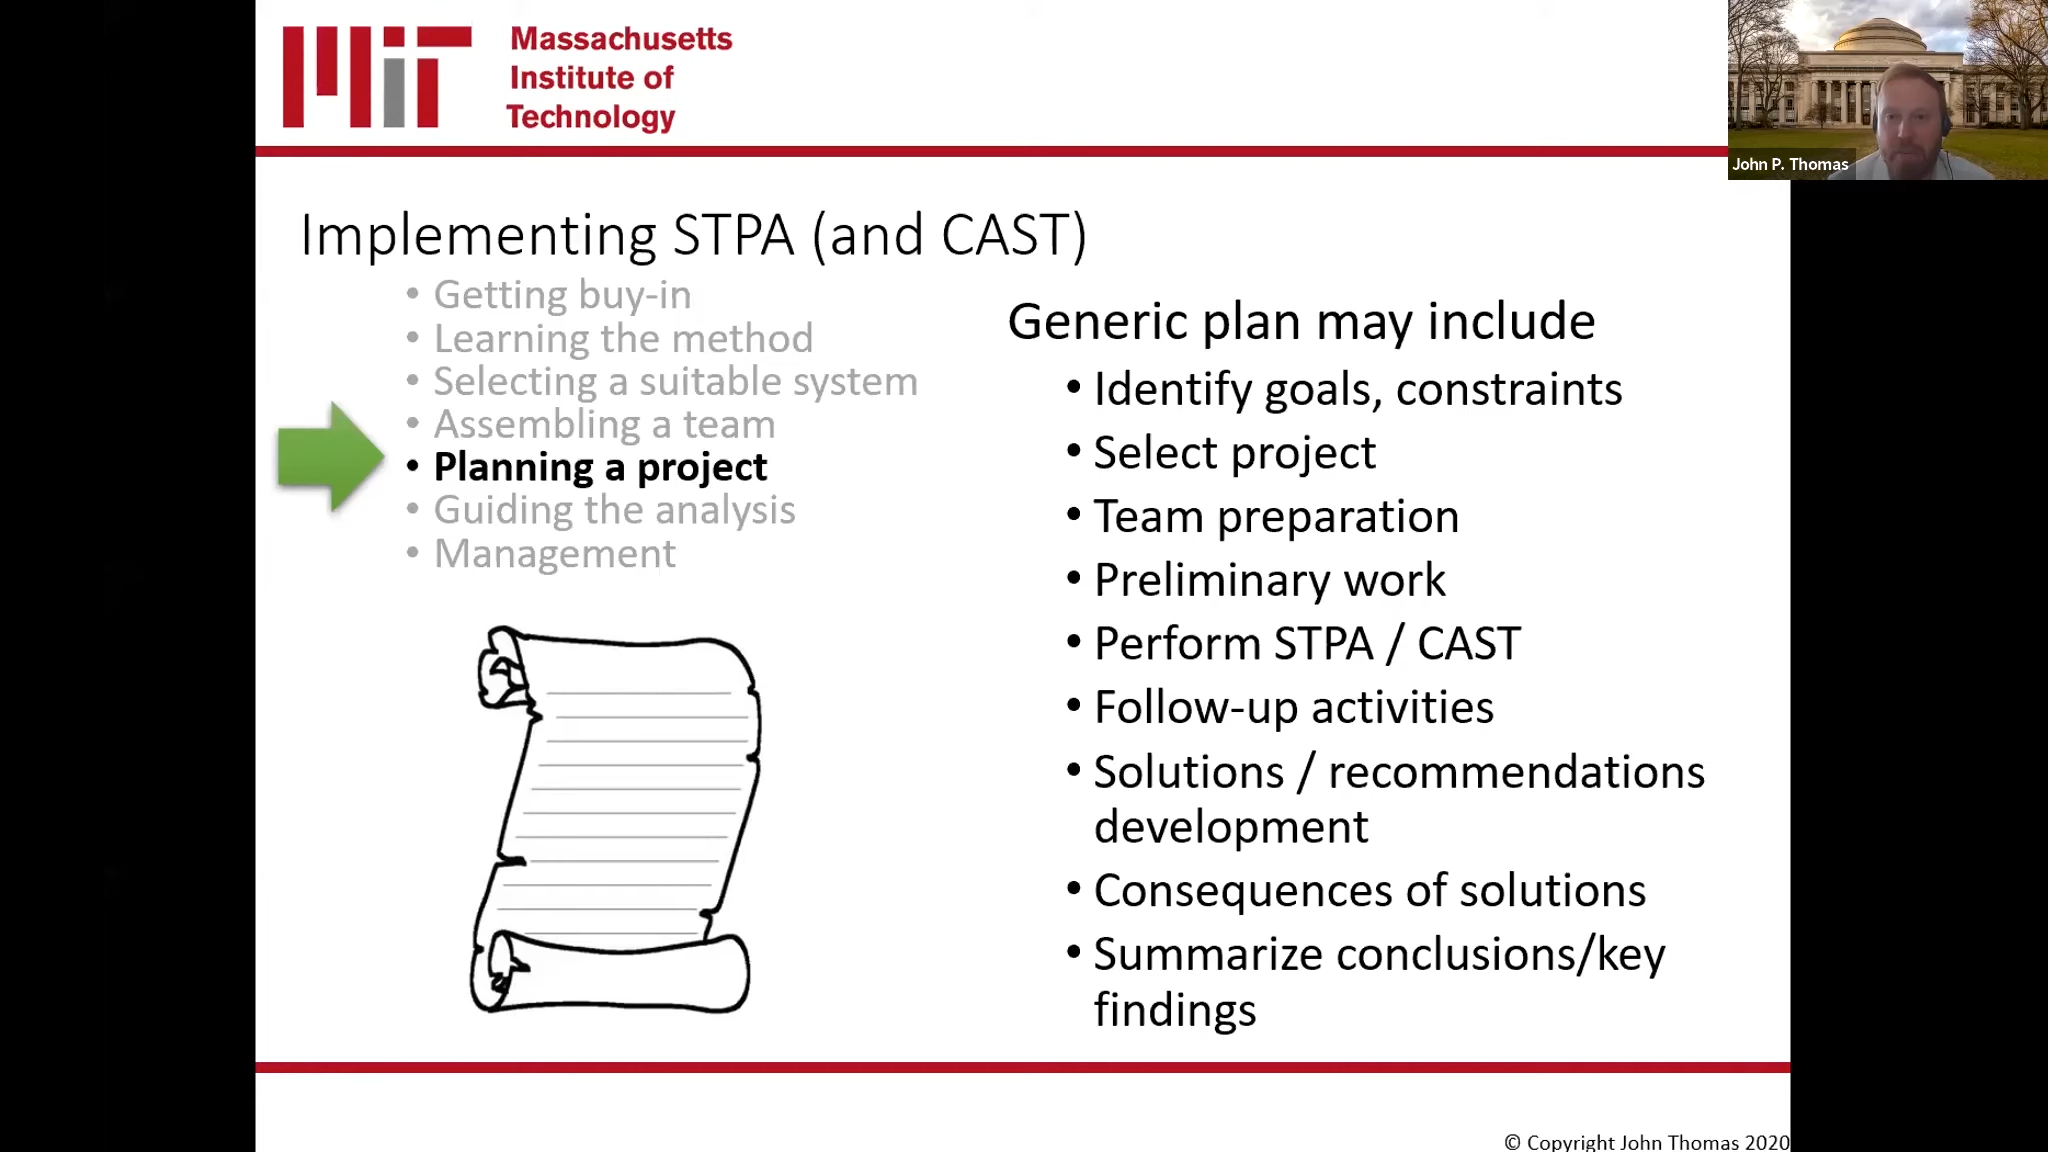 Massachusetts
Institute of
Technology
John P. Thomas
Implementing STPA (and CAST)
• Getting buy-in
• Learning the method
• Selecting a suitable system
• Assembling a team
• Planning a project
• Guiding the analysis
• Management
Generic plan may include
• Identify goals, constraints
• Select project
• Team preparation
• Preliminary work
• Perform STPA / CAST
• Follow-up activities
• Solutions / recommendations
development
• Consequences of solutions
• Summarize conclusions/key
findings
© Copyright John Thomas 2020